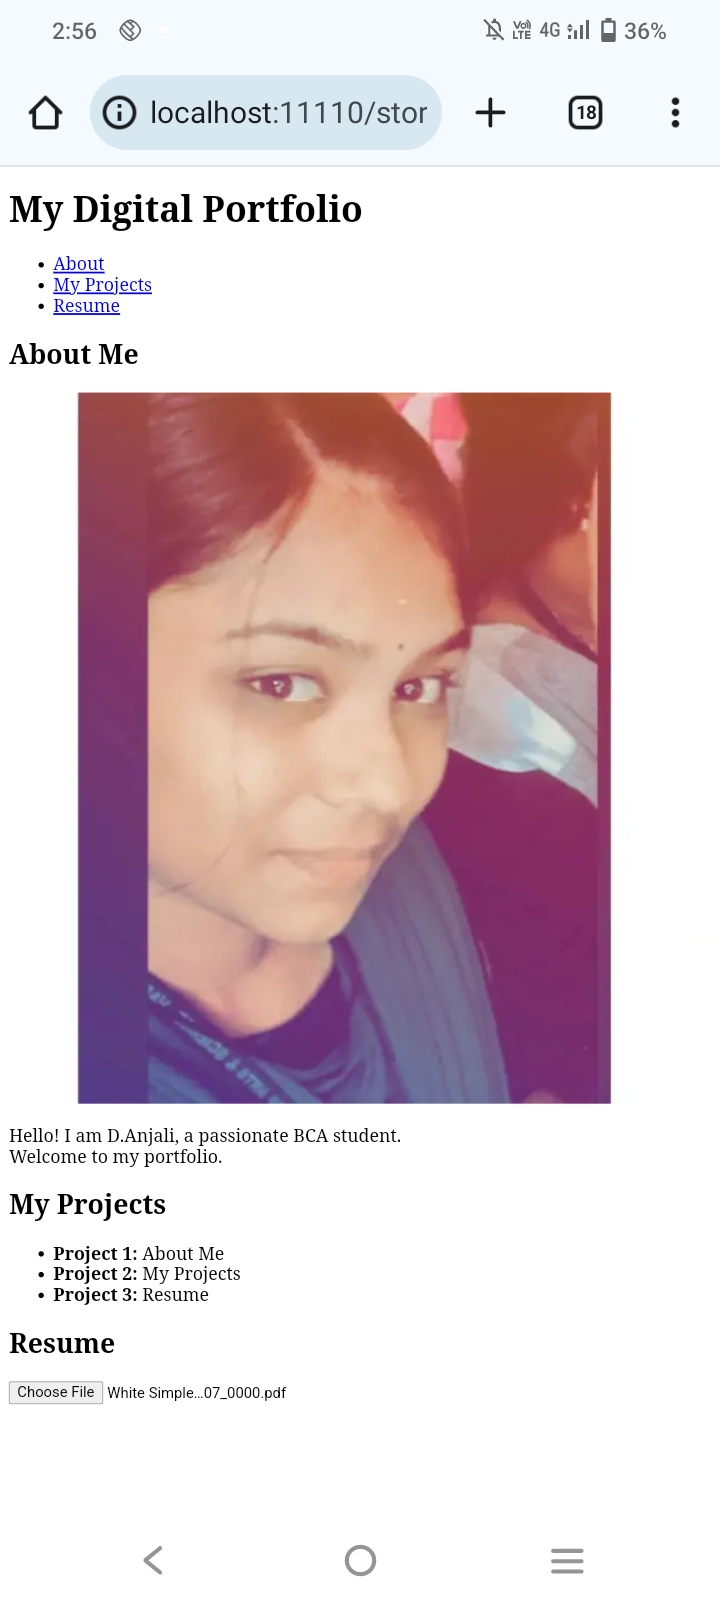 2:56 Vo) LTE 4G 36%
localhost:11110/stor 18
My Digital Portfolio
• About
• My Projects
• Resume
About Me
Hello! I am D.Anjali, a passionate BCA student.
Welcome to my portfolio.
My Projects
• Project 1: About Me
• Project 2: My Projects
• Project 3: Resume
Resume
Choose File White Simple...07_0000.pdf